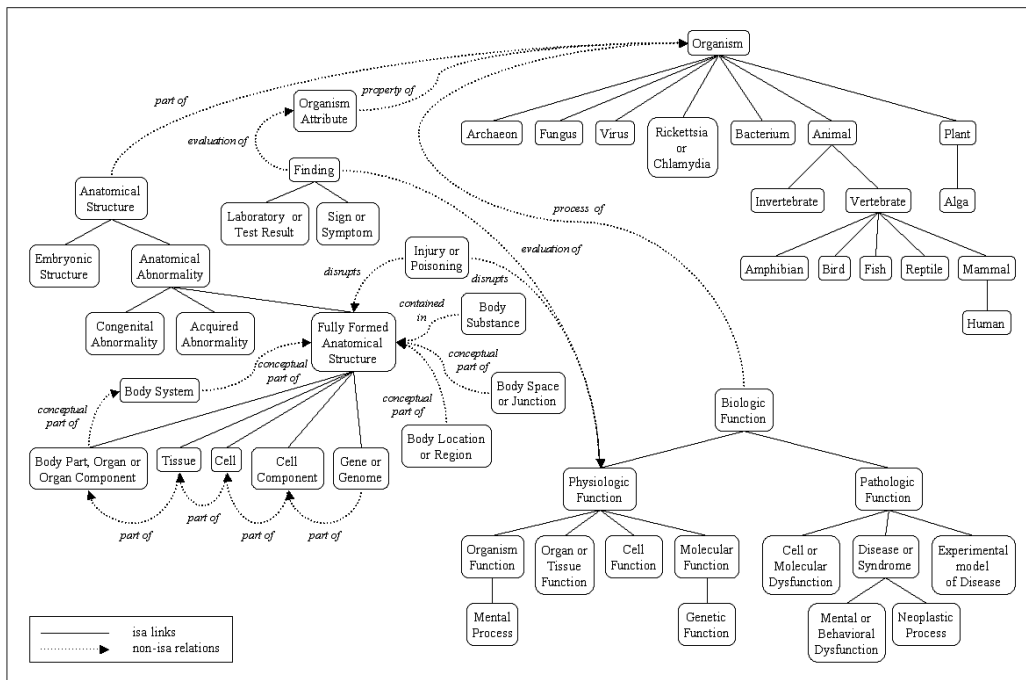 Organism
part of
property of
Organism
Attribute
evaluation of
Archaeon
Fungus
Virus
Rickettsia
or
Chlamydia
Bacterium
Animal
Plant
Finding
Anatomical
Structure
Laboratory or
Test Result
Sign or
Symptom
process of
Invertebrate
Vertebrate
Alga
Embryonic
Structure
Anatomical
Abnormality
Injury or
Poisoning
evaluation of
disrupts
disrupts
Amphibian
Bird
Fish
Reptile
Mammal
Human
Congenital
Abnormality
Acquired
Abnormality
Fully Formed
Anatomical
Structure
contained
in
Body
Substance
conceptual
part of
conceptual
part of
Body System
Body Space
or Junction
conceptual
part of
conceptual
part of
Biologic
Function
Body Location
or Region
Body Part, Organ or
Organ Component
Tissue
Cell
Cell
Component
Gene or
Genome
part of
part of
part of
part of
Physiologic
Function
Pathologic
Function
Organism
Function
Organ or
Tissue
Function
Cell
Function
Molecular
Function
Cell or
Molecular
Dysfunction
Disease or
Syndrome
Experimental
model
of Disease
Mental
Process
Genetic
Function
Mental or
Behavioral
Dysfunction
Neoplastic
Process
isa links
non-isa relations